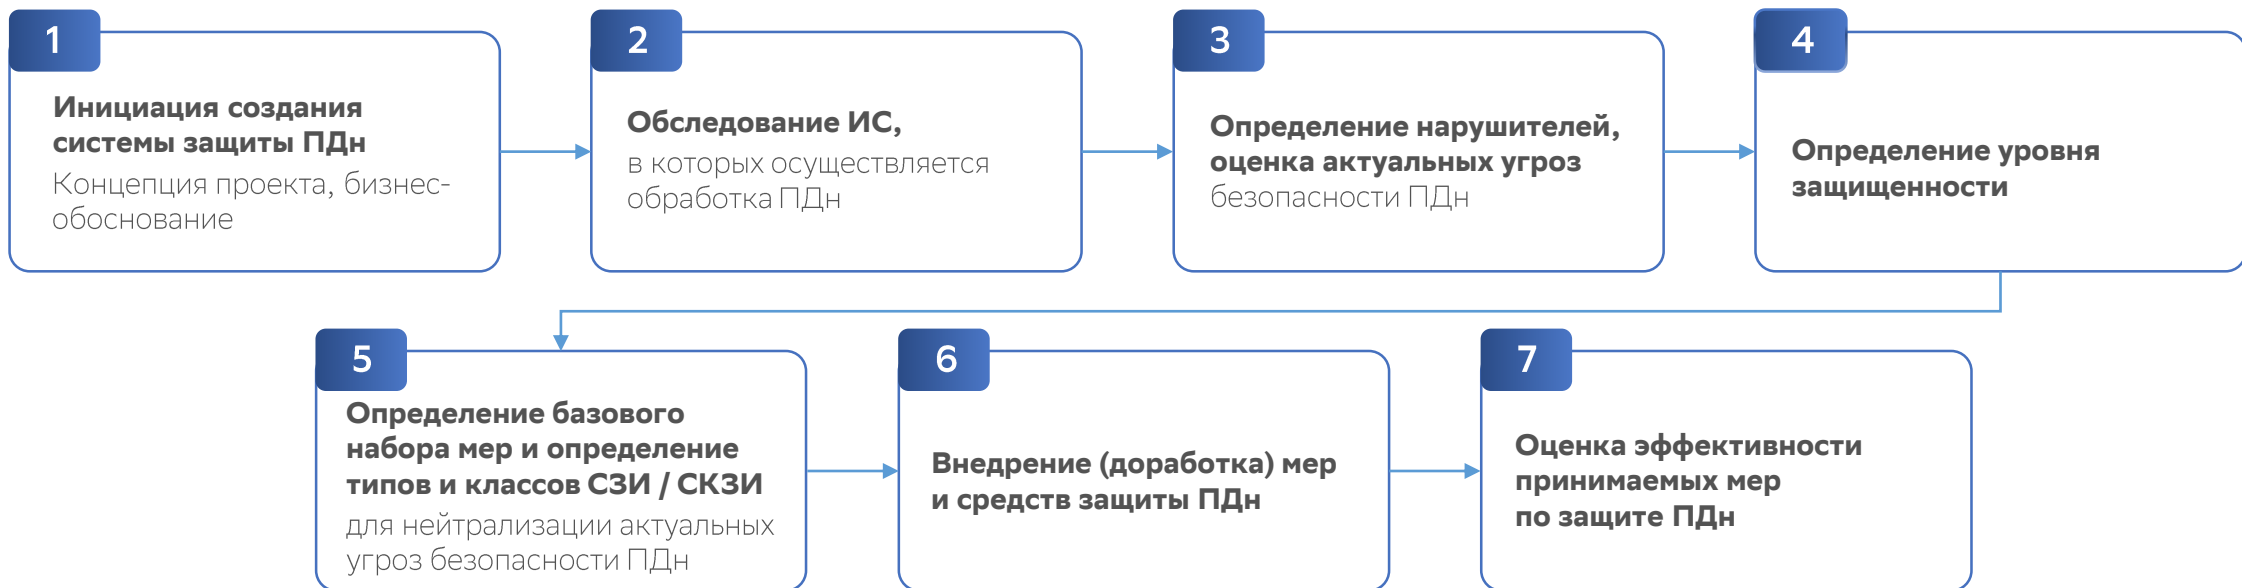 1
Инициация создания
системы защиты ПДн
Концепция проекта, бизнес-
обоснование
2
Обследование ИС,
в которых осуществляется
обработка ПДн
3
Определение нарушителей,
оценка актуальных угроз
безопасности ПДн
4
Определение уровня
защищенности
5
Определение базового
набора мер и определение
типов и классов СЗИ / СКЗИ
для нейтрализации актуальных
угроз безопасности ПДн
6
Внедрение (доработка) мер
и средств защиты ПДн
7
Оценка эффективности
принимаемых мер
по защите ПДн